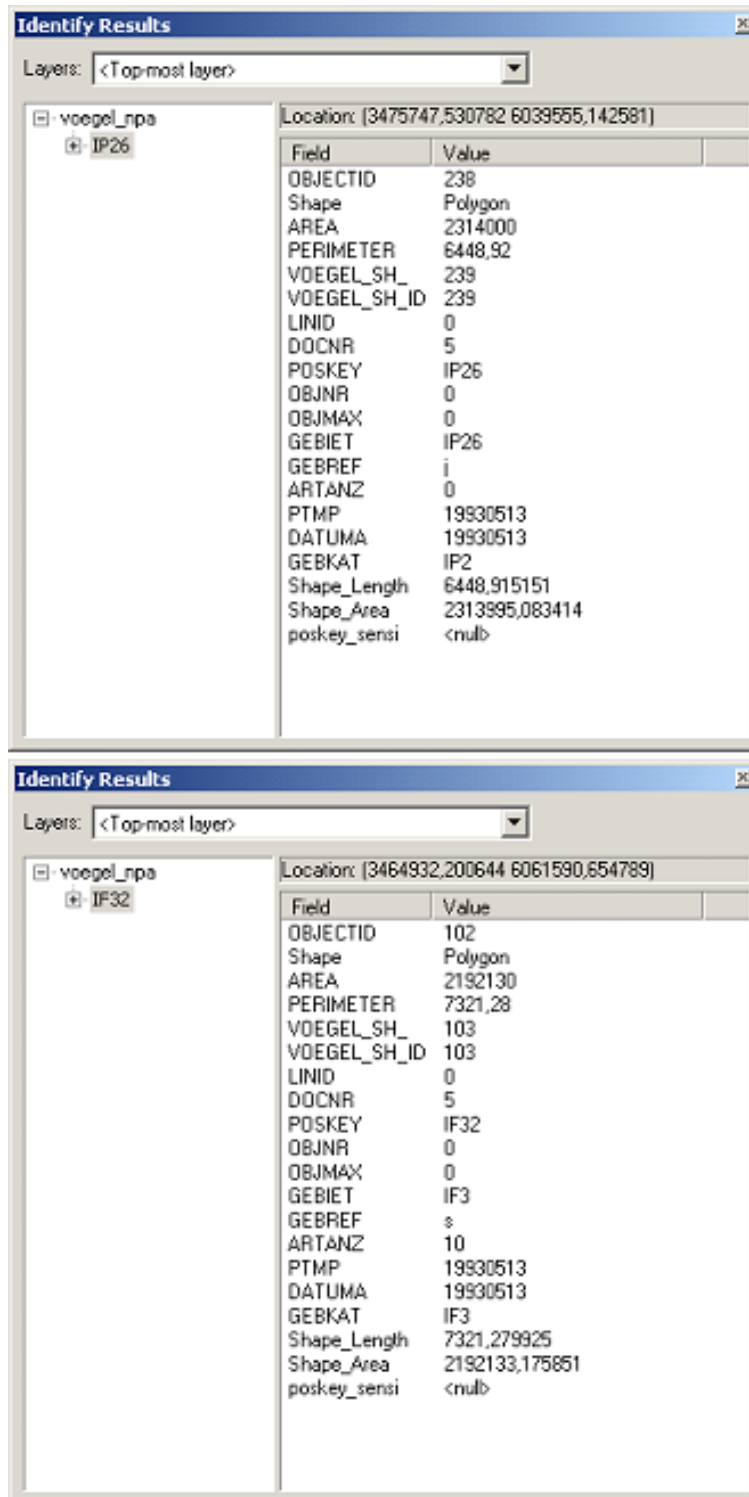 Identify Results
Layers: <Top-most layer>
voegel_npa
IP26
Location: (3475747,530782 6039555,142581)
Field Value
OBJECTID 238
Shape Polygon
AREA 2314000
PERIMETER 6448,92
VOEGEL_SH_ 239
VOEGEL_SH_ID 239
LINID 0
DOCNR 5
POSKEY IP26
OBJNR 0
OBJMAX 0
GEBIET IP26
GEBREF j
ARTANZ 0
PTMP 19930513
DATUMA 19930513
GEBKAT IP2
Shape_Length 6448,915151
Shape_Area 2313995,083414
poskey_sensi <null>
Identify Results
Layers: <Top-most layer>
voegel_npa
IF32
Location: (3464932,200644 6061590,654789)
Field Value
OBJECTID 102
Shape Polygon
AREA 2192130
PERIMETER 7321,28
VOEGEL_SH_ 103
VOEGEL_SH_ID 103
LINID 0
DOCNR 5
POSKEY IF32
OBJNR 0
OBJMAX 0
GEBIET IF3
GEBREF s
ARTANZ 10
PTMP 19930513
DATUMA 19930513
GEBKAT IF3
Shape_Length 7321,279925
Shape_Area 2192133,175851
poskey_sensi <null>